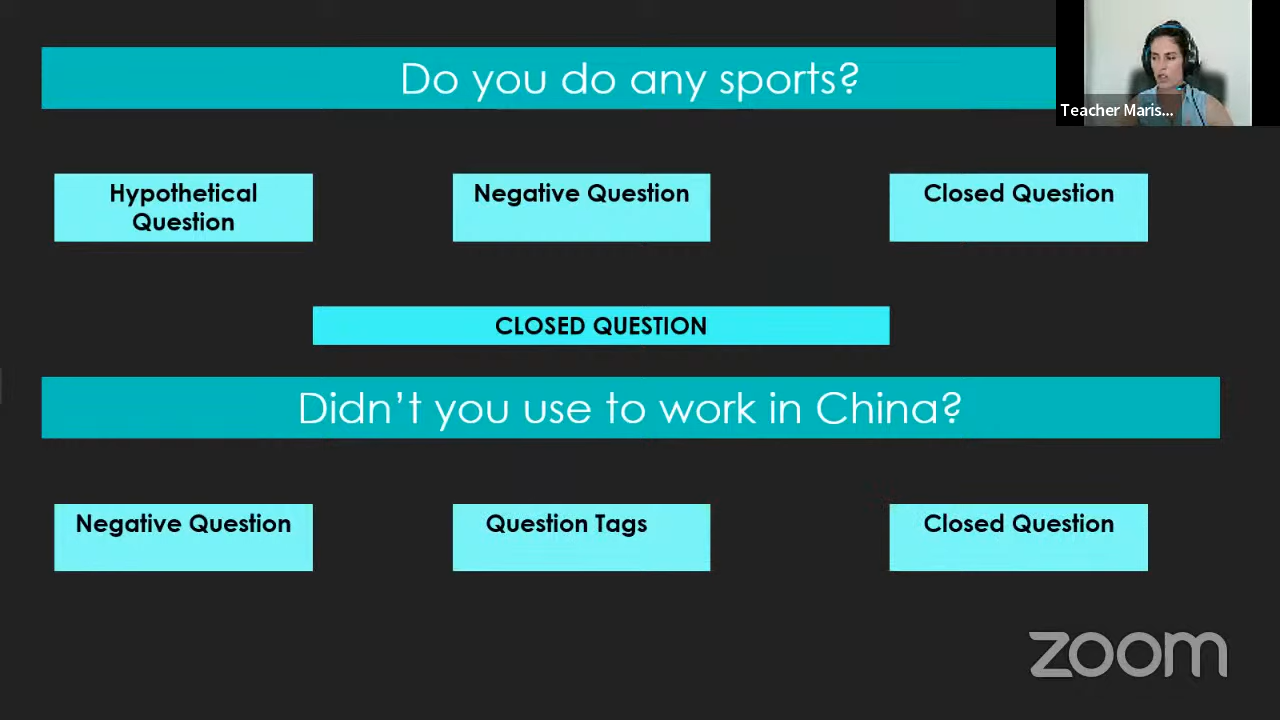 Do you do any sports?
Teacher Maris...
Hypothetical
Question
Negative Question
Closed Question
CLOSED QUESTION
Didn’t you use to work in China?
Negative Question
Question Tags
Closed Question
zoom